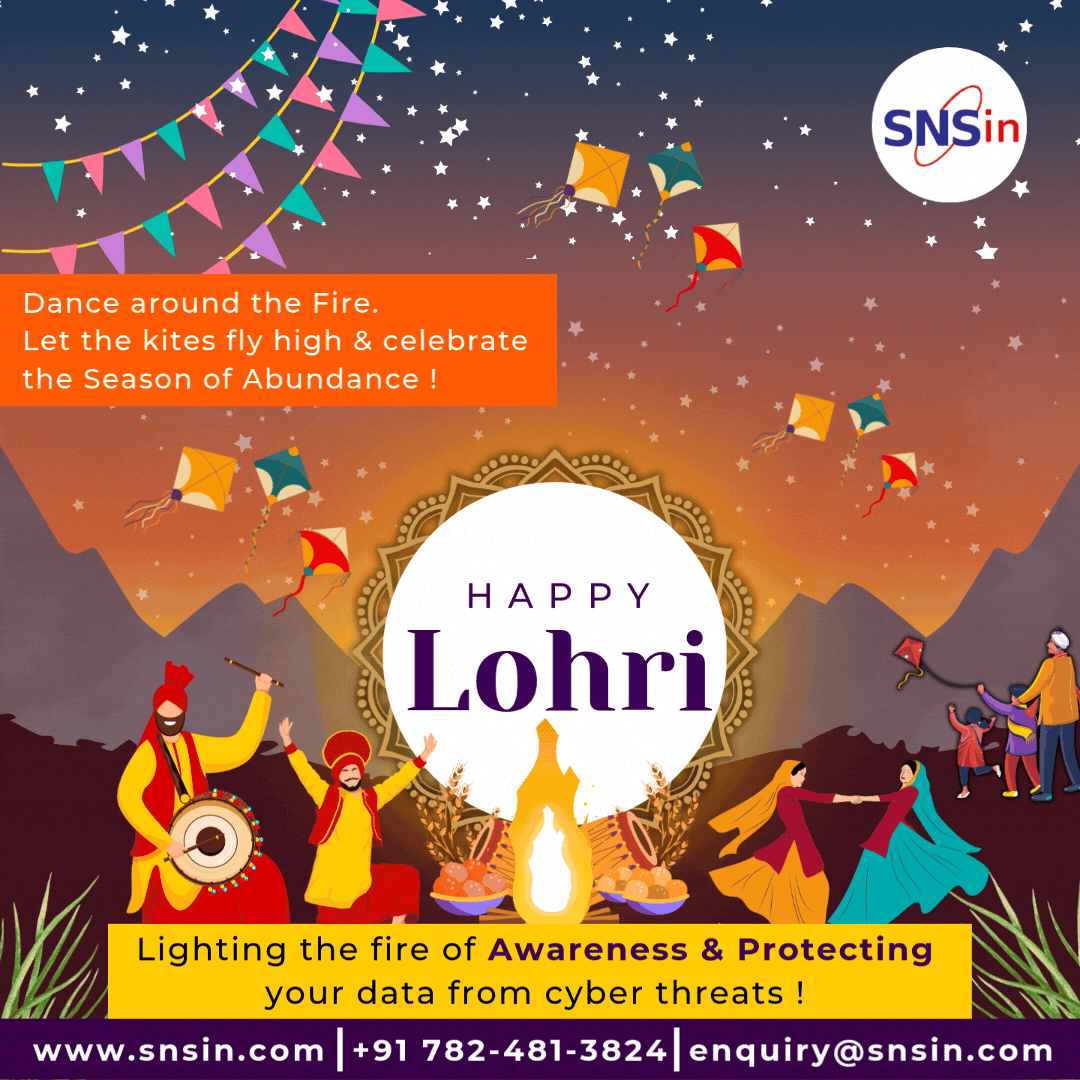 SNSin
Dance around the Fire.
Let the kites fly high & celebrate
the Season of Abundance !
HAPPY
Lohri
Lighting the fire of Awareness & Protecting
your data from cyber threats !
www.snsin.com | +91 782-481-3824 | enquiry@snsin.com